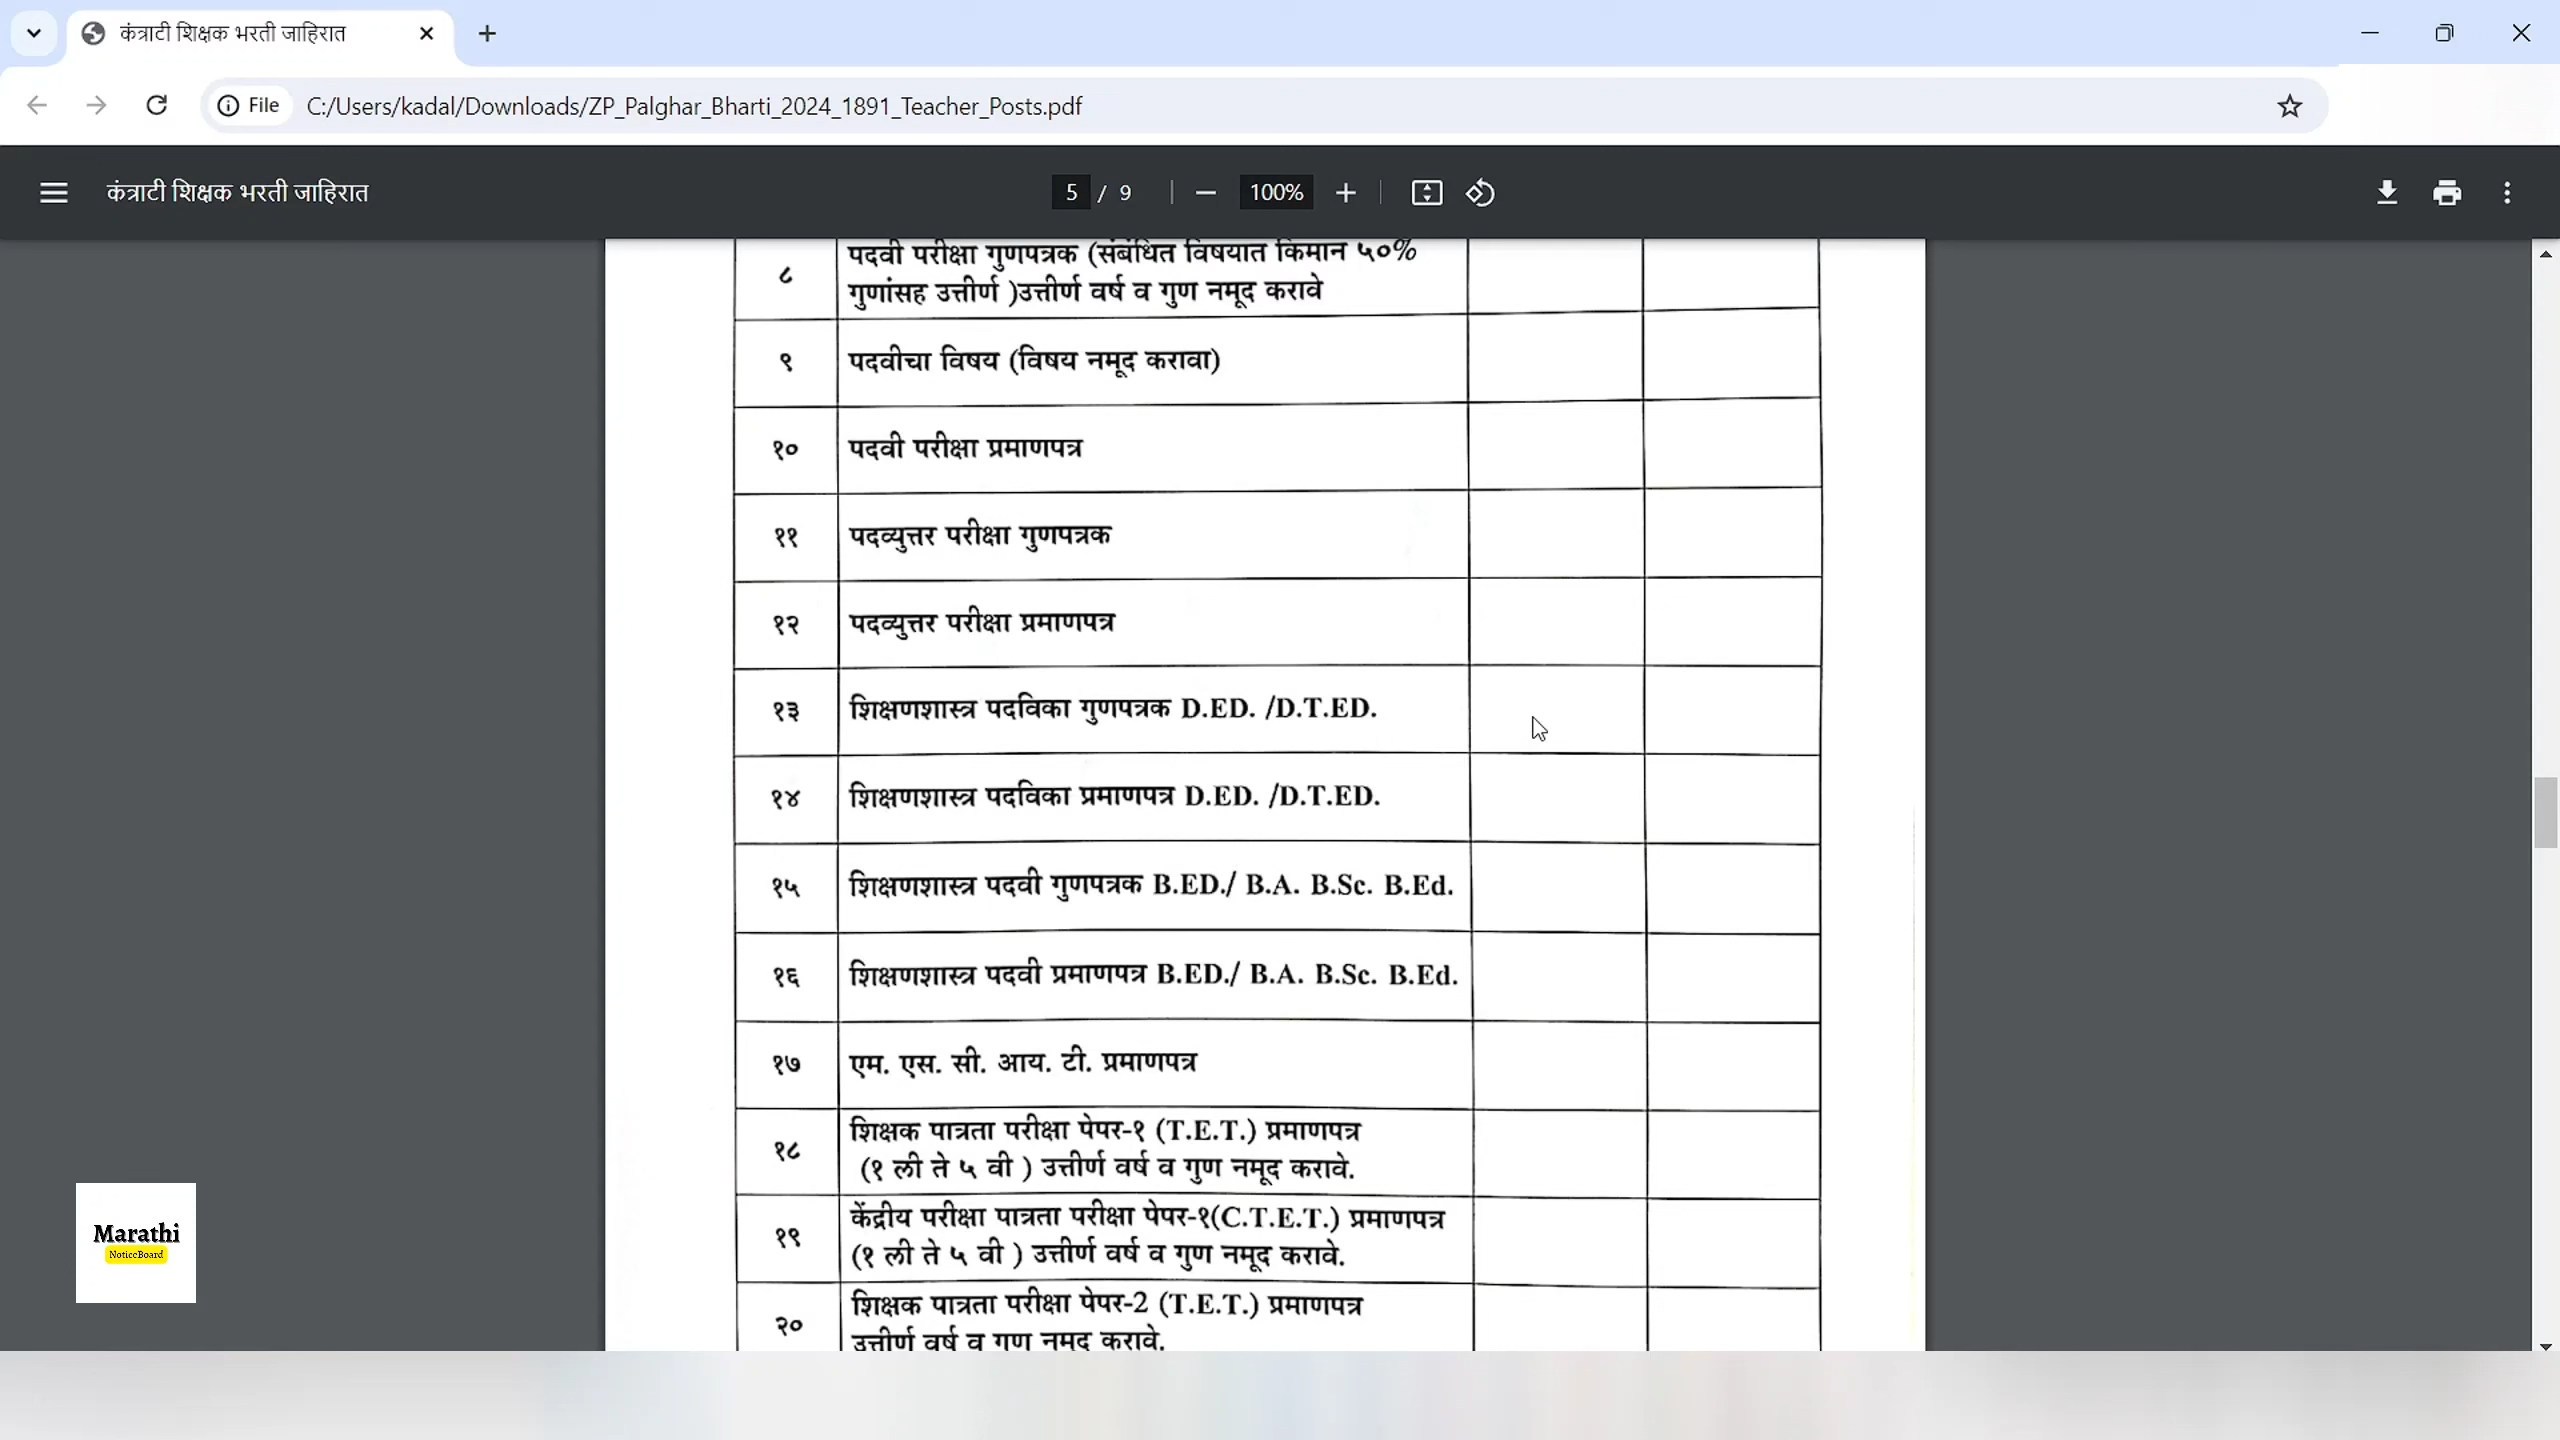 कंत्राटी शिक्षक भरती जाहिरात
File C:/Users/kadal/Downloads/ZP_Palghar_Bharti_2024_1891_Teacher_Posts.pdf
कंत्राटी शिक्षक भरती जाहिरात 5 / 9 100%
८ पदवी परीक्षा गुणपत्रक (संबंधित विषयात किमान ५०%
गुणांसह उत्तीर्ण )उत्तीर्ण वर्ष व गुण नमूद करावे
९ पदवीचा विषय (विषय नमूद करावा)
१० पदवी परीक्षा प्रमाणपत्र
११ पदव्युत्तर परीक्षा गुणपत्रक
१२ पदव्युत्तर परीक्षा प्रमाणपत्र
१३ शिक्षणशास्त्र पदविका गुणपत्रक D.ED. /D.T.ED.
१४ शिक्षणशास्त्र पदविका प्रमाणपत्र D.ED. /D.T.ED.
१५ शिक्षणशास्त्र पदवी गुणपत्रक B.ED./ B.A. B.Sc. B.Ed.
१६ शिक्षणशास्त्र पदवी प्रमाणपत्र B.ED./ B.A. B.Sc. B.Ed.
१७ एम. एस. सी. आय. टी. प्रमाणपत्र
१८ शिक्षक पात्रता परीक्षा पेपर-१ (T.E.T.) प्रमाणपत्र
(१ ली ते ५ वी ) उत्तीर्ण वर्ष व गुण नमूद करावे.
१९ केंद्रीय परीक्षा पात्रता परीक्षा पेपर-१(C.T.E.T.) प्रमाणपत्र
(१ ली ते ५ वी ) उत्तीर्ण वर्ष व गुण नमूद करावे.
२० शिक्षक पात्रता परीक्षा पेपर-2 (T.E.T.) प्रमाणपत्र
उत्तीर्ण वर्ष व गुण नमूद करावे.
Marathi
NoticeBoard